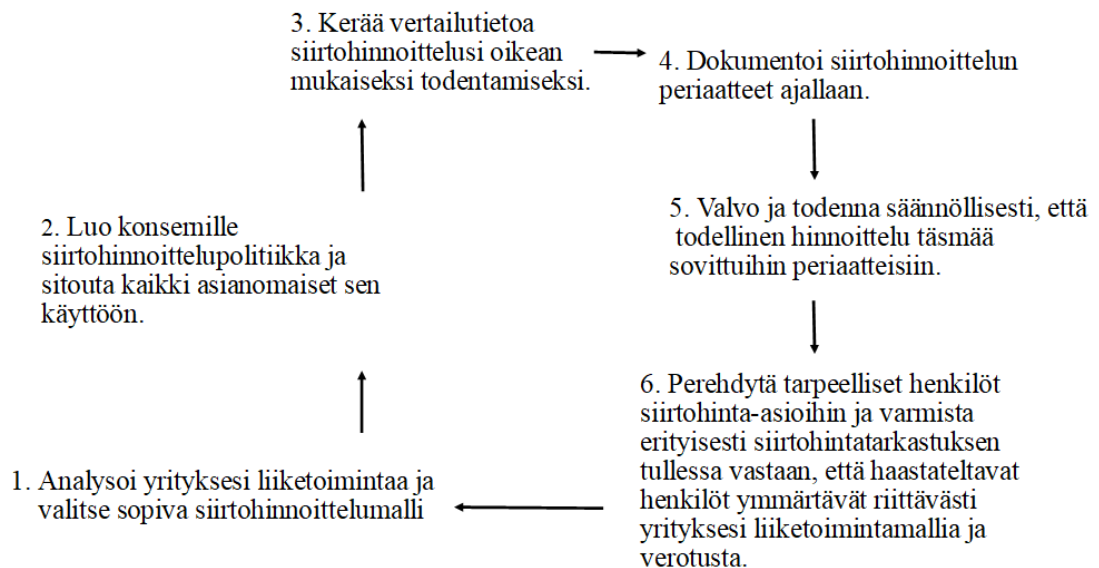 1. Analysoi yrityksesi liiketoimintaa ja
valitse sopiva siirtohinnoittelumalli
2. Luo konsernille
siirtohinnoittelupolitiikka ja
sitouta kaikki asianomaiset sen
käyttöön.
3. Kerää vertailutietoa
siirtohinnoittelusi oikean
mukaiseksi todentamiseksi.
4. Dokumentoi siirtohinnoittelun
periaatteet ajallaan.
5. Valvo ja todenna säännöllisesti, että
todellinen hinnoittelu täsmää
sovittuihin periaatteisiin.
6. Perehdytä tarpeelliset henkilöt
siirtohinta-asioihin ja varmista
erityisesti siirtohintatarkastuksen
tullessa vastaan, että haastateltavat
henkilöt ymmärtävät riittävästi
yrityksesi liiketoimintamallia ja
verotusta.